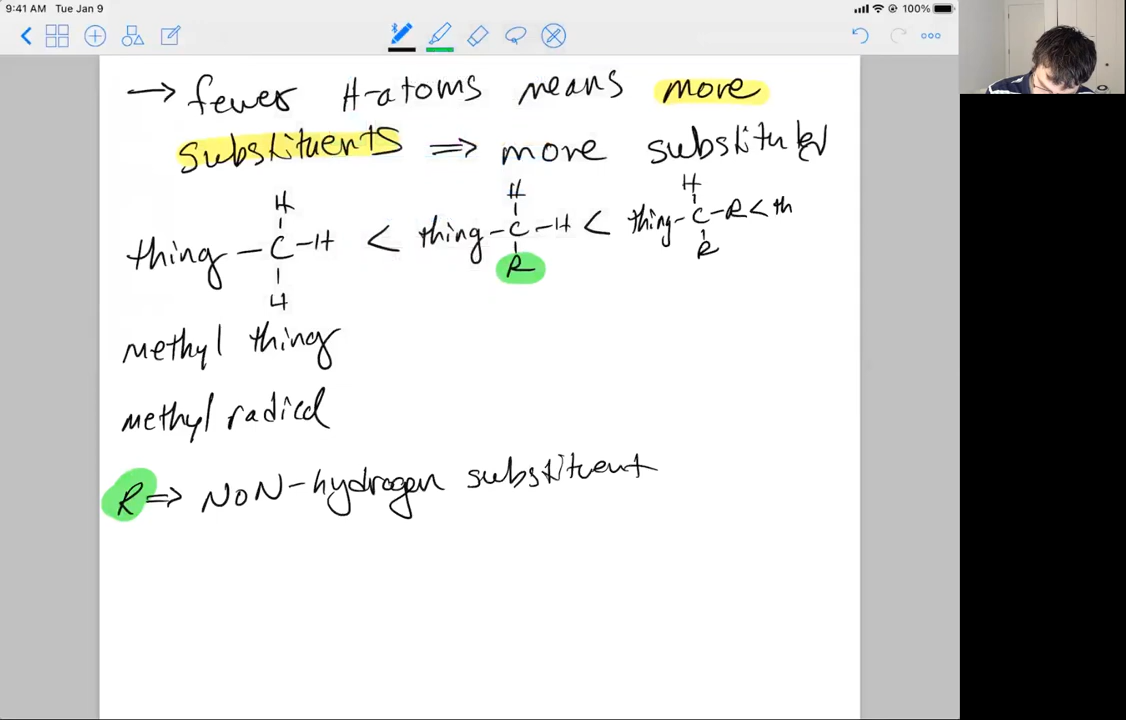 9:41 AM Tue Jan 9
100%
→ fewer H-atoms means more
substituents ⇒ more substituted
H H H
thing-C-H < thing-C-H < thing-C-R < th
H R R
methyl thing
methyl radical
R ⇒ NON-hydrogen substituent